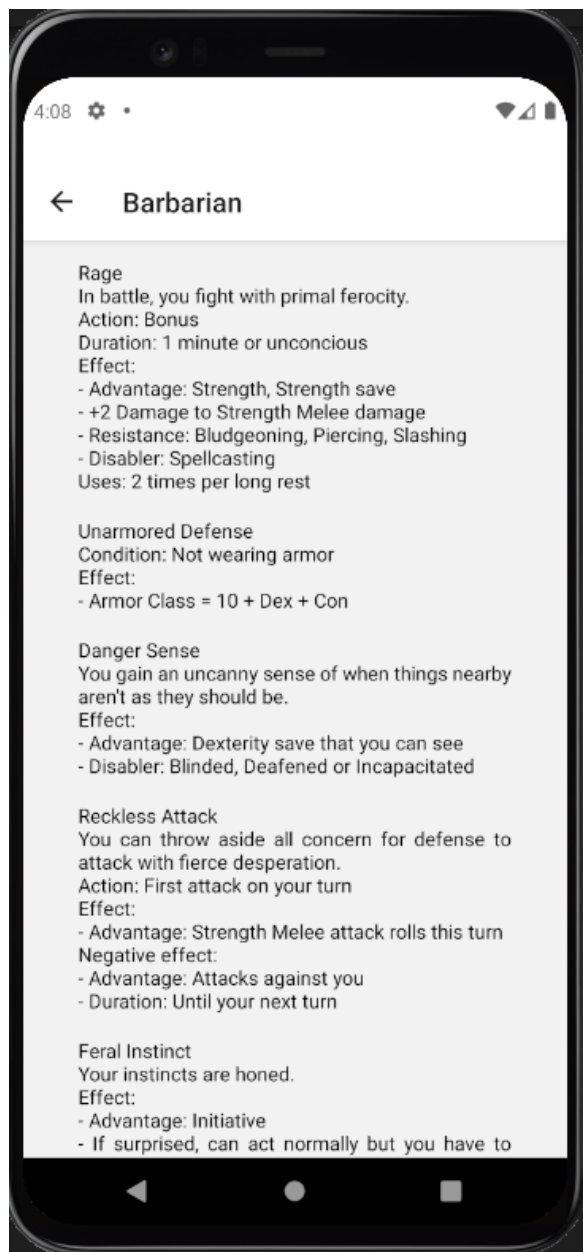 4:08
Barbarian
Rage
In battle, you fight with primal ferocity.
Action: Bonus
Duration: 1 minute or unconcious
Effect:
- Advantage: Strength, Strength save
- +2 Damage to Strength Melee damage
- Resistance: Bludgeoning, Piercing, Slashing
- Disabler: Spellcasting
Uses: 2 times per long rest
Unarmored Defense
Condition: Not wearing armor
Effect:
- Armor Class = 10 + Dex + Con
Danger Sense
You gain an uncanny sense of when things nearby
aren't as they should be.
Effect:
- Advantage: Dexterity save that you can see
- Disabler: Blinded, Deafened or Incapacitated
Reckless Attack
You can throw aside all concern for defense to
attack with fierce desperation.
Action: First attack on your turn
Effect:
- Advantage: Strength Melee attack rolls this turn
Negative effect:
- Advantage: Attacks against you
- Duration: Until your next turn
Feral Instinct
Your instincts are honed.
Effect:
- Advantage: Initiative
- If surprised, can act normally but you have to